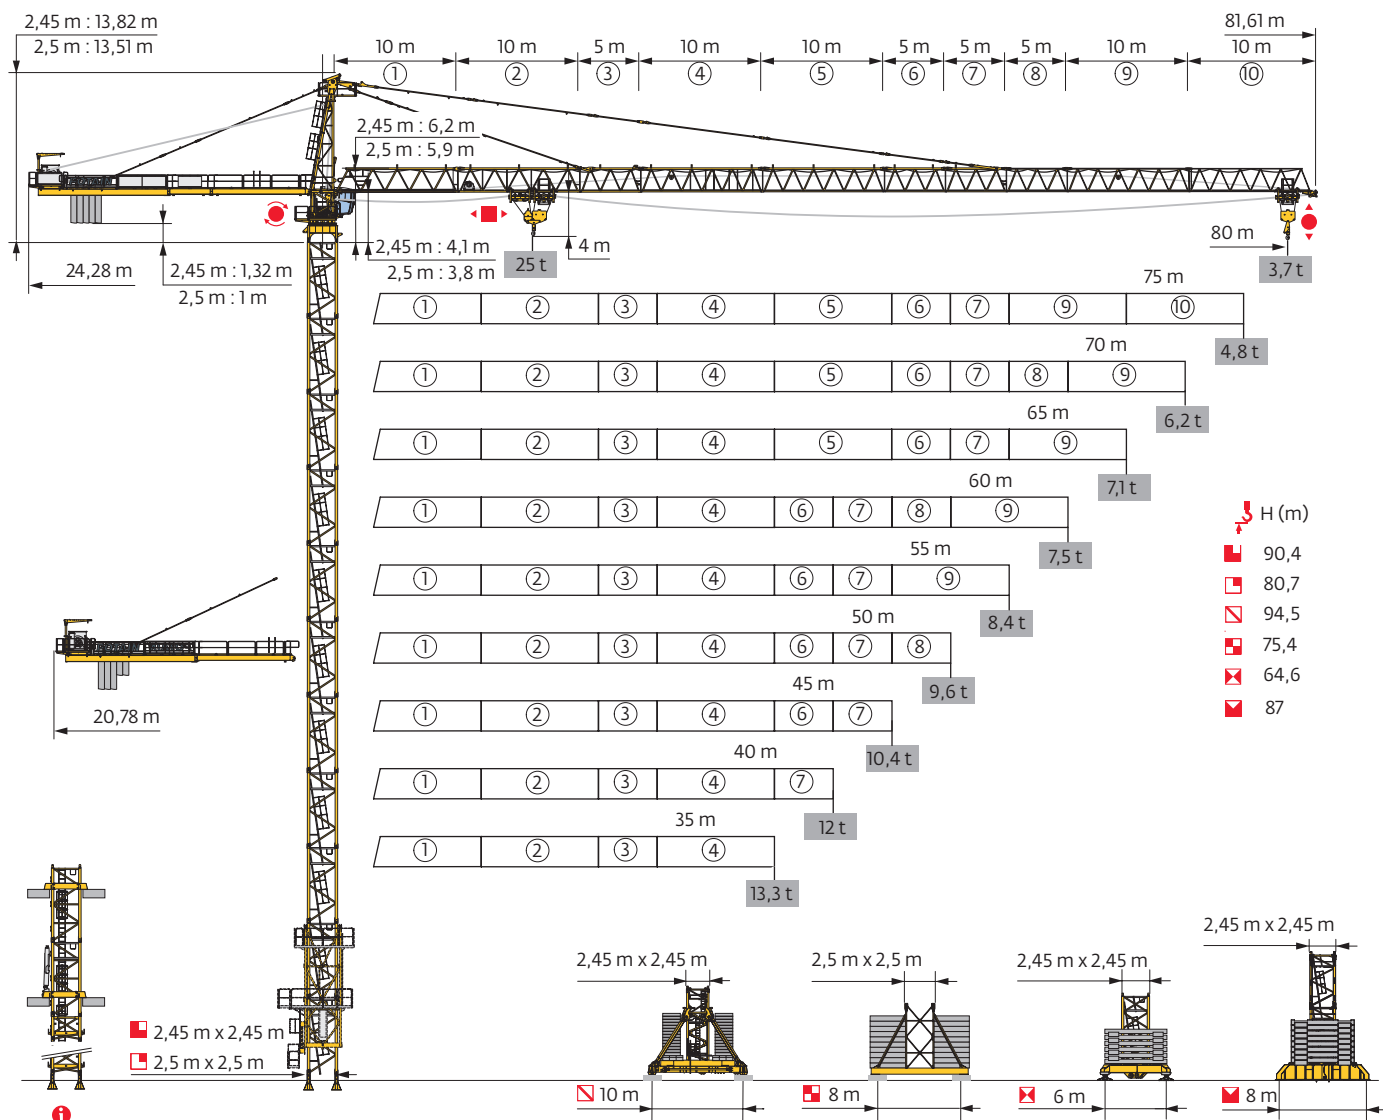 2,45 m : 13,82 m
2,5 m : 13,51 m
81,61 m
10 m 10 m 5 m 10 m 10 m 5 m 5 m 5 m 10 m 10 m
① ② ③ ④ ⑤ ⑥ ⑦ ⑧ ⑨ ⑩
2,45 m : 6,2 m
2,5 m : 5,9 m
2,45 m : 4,1 m
2,5 m : 3,8 m
4 m
25 t
80 m
3,7 t
24,28 m
2,45 m : 1,32 m
2,5 m : 1 m
75 m
① ② ③ ④ ⑤ ⑥ ⑦ ⑨ ⑩
4,8 t
70 m
① ② ③ ④ ⑤ ⑥ ⑦ ⑧ ⑨
6,2 t
65 m
① ② ③ ④ ⑤ ⑥ ⑦ ⑨
7,1 t
60 m
① ② ③ ④ ⑥ ⑦ ⑧ ⑨
7,5 t
55 m
① ② ③ ④ ⑥ ⑦ ⑨
8,4 t
50 m
① ② ③ ④ ⑥ ⑦ ⑧
9,6 t
45 m
① ② ③ ④ ⑥ ⑦
10,4 t
40 m
① ② ③ ④ ⑦
12 t
35 m
① ② ③ ④
13,3 t
H (m)
90,4
80,7
94,5
75,4
64,6
87
20,78 m
2,45 m x 2,45 m
2,5 m x 2,5 m
i
2,45 m x 2,45 m
10 m
2,5 m x 2,5 m
8 m
2,45 m x 2,45 m
6 m
2,45 m x 2,45 m
8 m